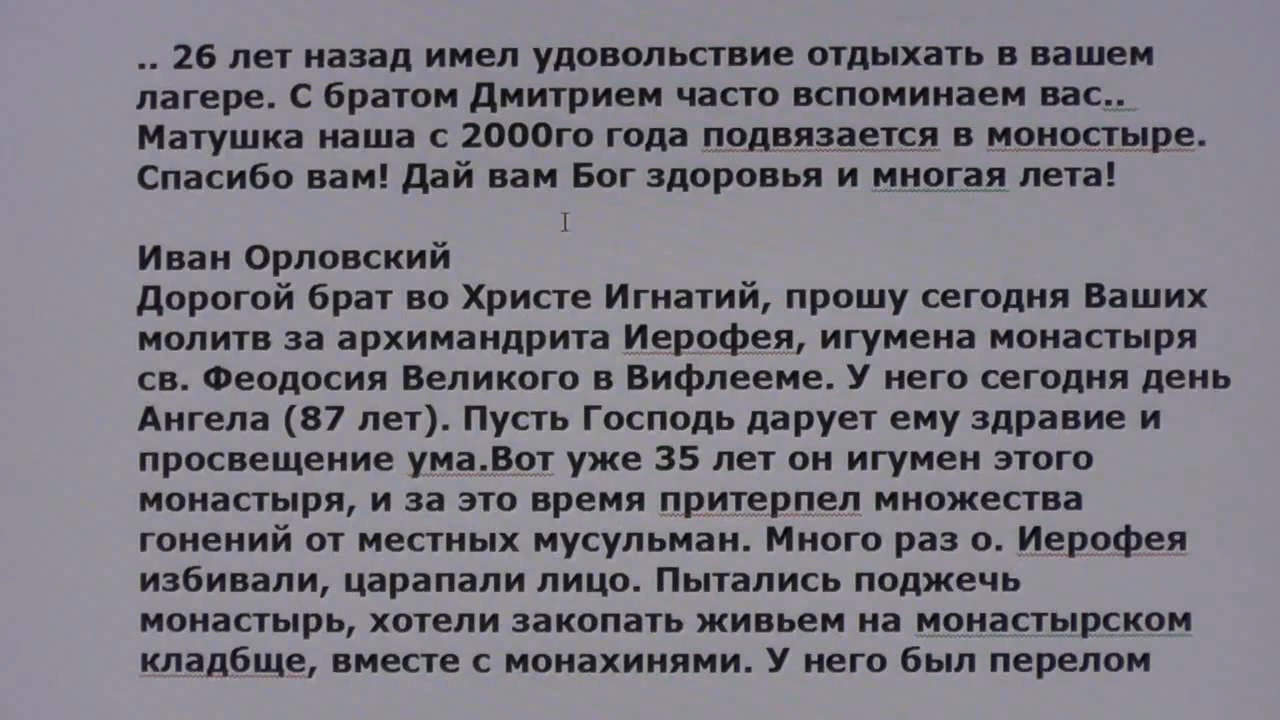 .. 26 лет назад имел удовольствие отдыхать в вашем
лагере. С братом Дмитрием часто вспоминаем вас..
Матушка наша с 2000го года подвязается в моностыре.
Спасибо вам! Дай вам Бог здоровья и многая лета!
Иван Орловский
Дорогой брат во Христе Игнатий, прошу сегодня Ваших
молитв за архимандрита Иерофея, игумена монастыря
св. Феодосия Великого в Вифлееме. У него сегодня день
Ангела (87 лет). Пусть Господь дарует ему здравие и
просвещение ума.Вот уже 35 лет он игумен этого
монастыря, и за это время притерпел множества
гонений от местных мусульман. Много раз о. Иерофея
избивали, царапали лицо. Пытались поджечь
монастырь, хотели закопать живьем на монастырском
кладбще, вместе с монахинями. У него был перелом